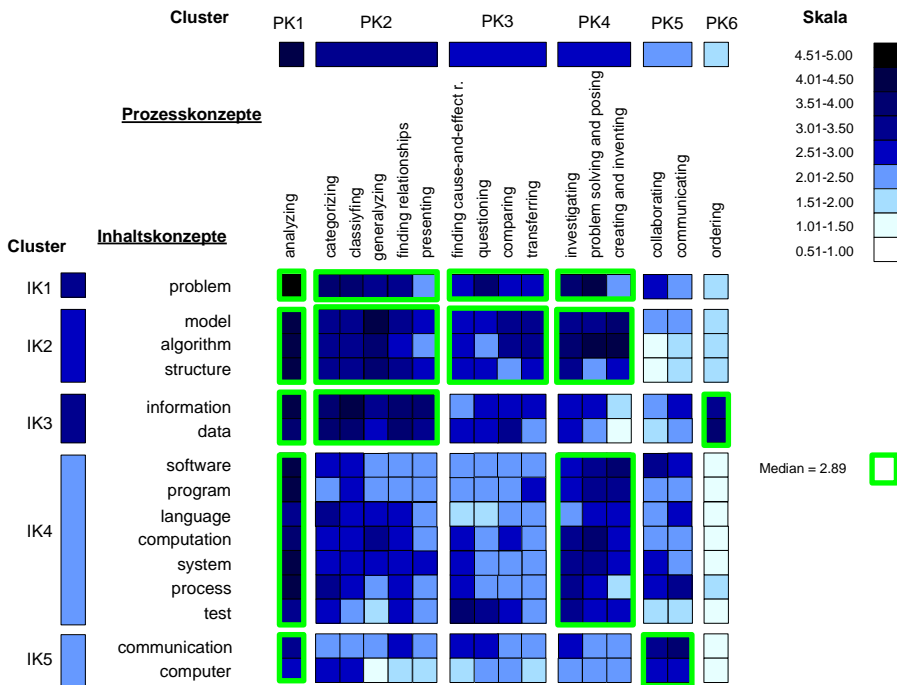 Cluster PK1 PK2 PK3 PK4 PK5 PK6 Skala
4.51-5.00
4.01-4.50
3.51-4.00
3.01-3.50
2.51-3.00
2.01-2.50
1.51-2.00
1.01-1.50
0.51-1.00
Prozesskonzepte
analyzing
categorizing
classiyfing
generalyzing
finding relationships
presenting
finding cause-and-effect r.
questioning
comparing
transferring
investigating
problem solving and posing
creating and inventing
collaborating
communicating
ordering
Cluster Inhaltskonzepte
IK1 problem
model
IK2 algorithm
structure
IK3 information
data
software
program
language
IK4 computation
system
process
test
communication
IK5 computer
Median = 2.89